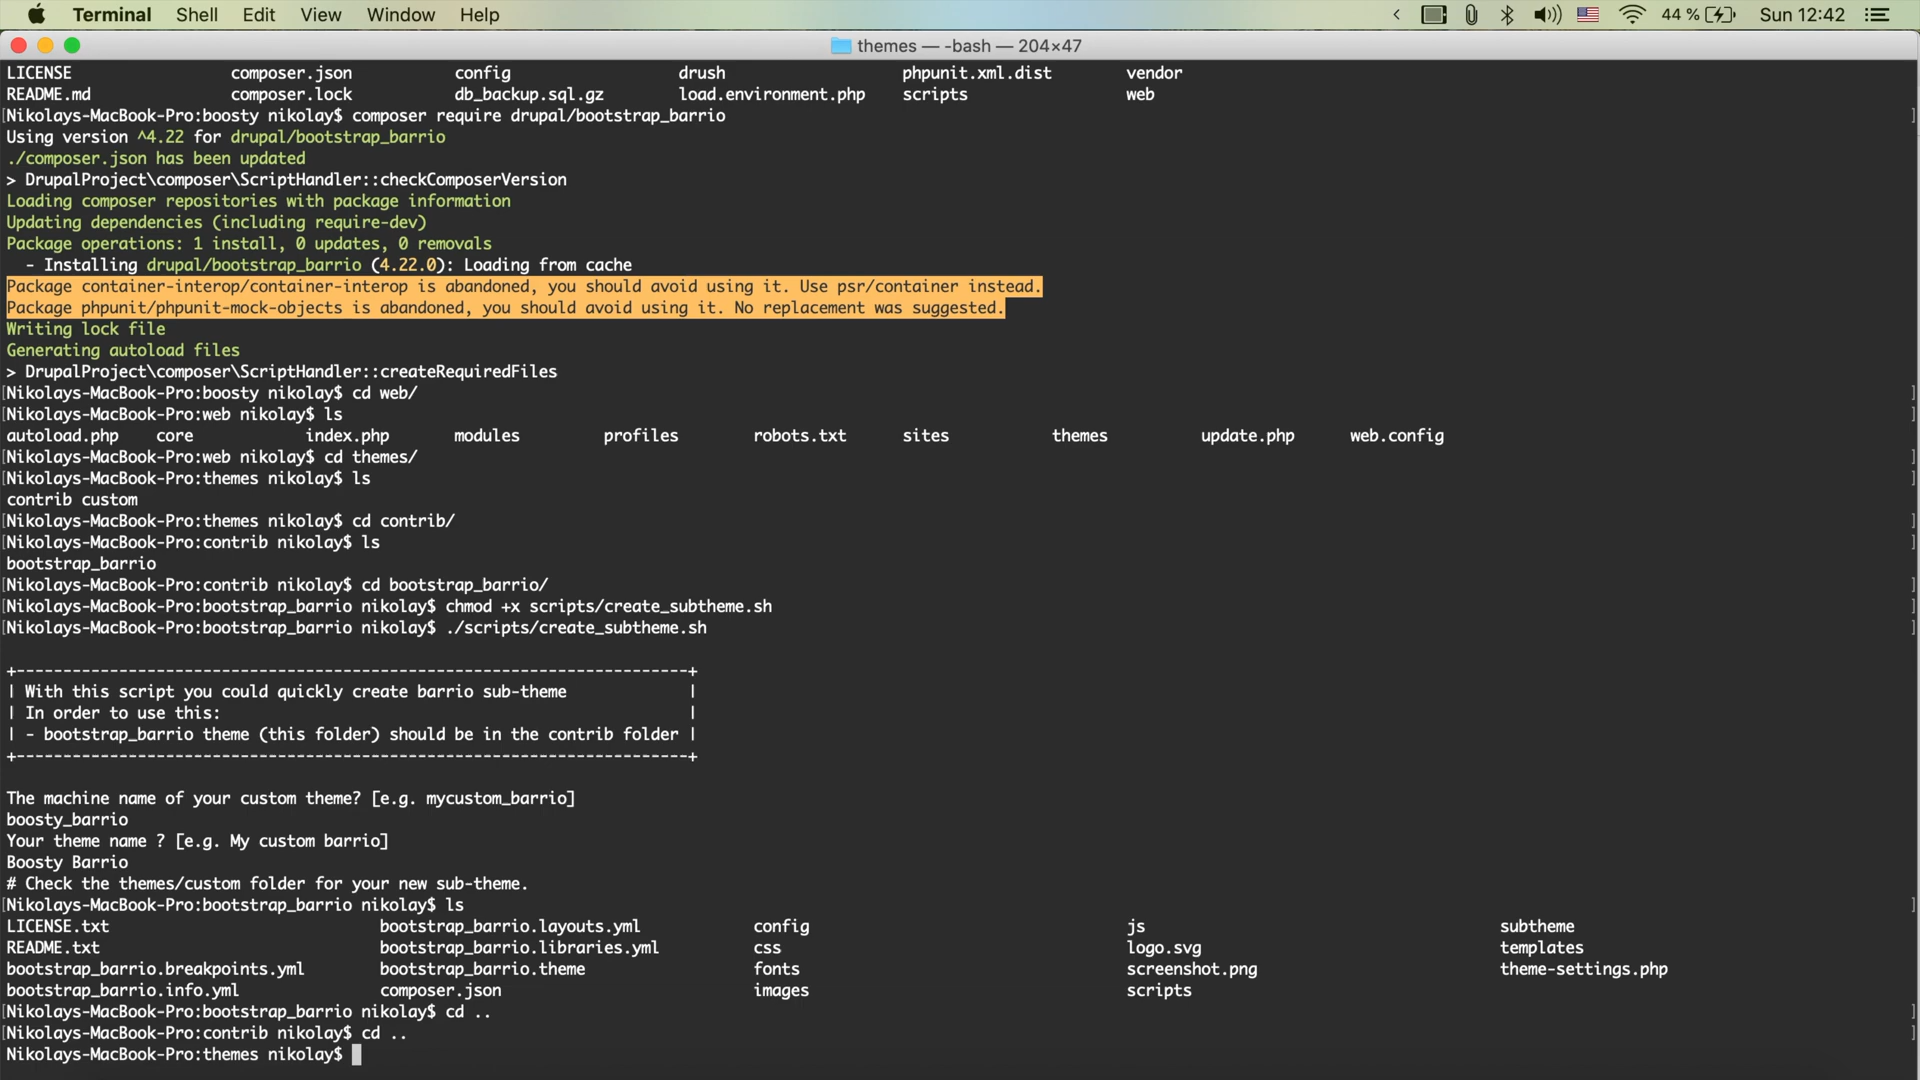 Terminal Shell Edit View Window Help 44 % Sun 12:42
themes — -bash — 204×47
LICENSE composer.json config drush phpunit.xml.dist vendor
README.md composer.lock db_backup.sql.gz load.environment.php scripts web
[Nikolays-MacBook-Pro:boosty nikolay$ composer require drupal/bootstrap_barrio ]
Using version ^4.22 for drupal/bootstrap_barrio
./composer.json has been updated
> DrupalProject\composer\ScriptHandler::checkComposerVersion
Loading composer repositories with package information
Updating dependencies (including require-dev)
Package operations: 1 install, 0 updates, 0 removals
- Installing drupal/bootstrap_barrio (4.22.0): Loading from cache
Package container-interop/container-interop is abandoned, you should avoid using it. Use psr/container instead.
Package phpunit/phpunit-mock-objects is abandoned, you should avoid using it. No replacement was suggested.
Writing lock file
Generating autoload files
> DrupalProject\composer\ScriptHandler::createRequiredFiles
[Nikolays-MacBook-Pro:boosty nikolay$ cd web/ ]
[Nikolays-MacBook-Pro:web nikolay$ ls ]
autoload.php core index.php modules profiles robots.txt sites themes update.php web.config
[Nikolays-MacBook-Pro:web nikolay$ cd themes/ ]
[Nikolays-MacBook-Pro:themes nikolay$ ls ]
contrib custom
[Nikolays-MacBook-Pro:themes nikolay$ cd contrib/ ]
[Nikolays-MacBook-Pro:contrib nikolay$ ls ]
bootstrap_barrio
[Nikolays-MacBook-Pro:contrib nikolay$ cd bootstrap_barrio/ ]
[Nikolays-MacBook-Pro:bootstrap_barrio nikolay$ chmod +x scripts/create_subtheme.sh ]
[Nikolays-MacBook-Pro:bootstrap_barrio nikolay$ ./scripts/create_subtheme.sh ]
+------------------------------------------------------------------------+
| With this script you could quickly create barrio sub-theme |
| In order to use this: |
| - bootstrap_barrio theme (this folder) should be in the contrib folder |
+------------------------------------------------------------------------+
The machine name of your custom theme? [e.g. mycustom_barrio]
boosty_barrio
Your theme name ? [e.g. My custom barrio]
Boosty Barrio
# Check the themes/custom folder for your new sub-theme.
[Nikolays-MacBook-Pro:bootstrap_barrio nikolay$ ls ]
LICENSE.txt bootstrap_barrio.layouts.yml config js subtheme
README.txt bootstrap_barrio.libraries.yml css logo.svg templates
bootstrap_barrio.breakpoints.yml bootstrap_barrio.theme fonts screenshot.png theme-settings.php
bootstrap_barrio.info.yml composer.json images scripts
[Nikolays-MacBook-Pro:bootstrap_barrio nikolay$ cd .. ]
[Nikolays-MacBook-Pro:contrib nikolay$ cd .. ]
Nikolays-MacBook-Pro:themes nikolay$